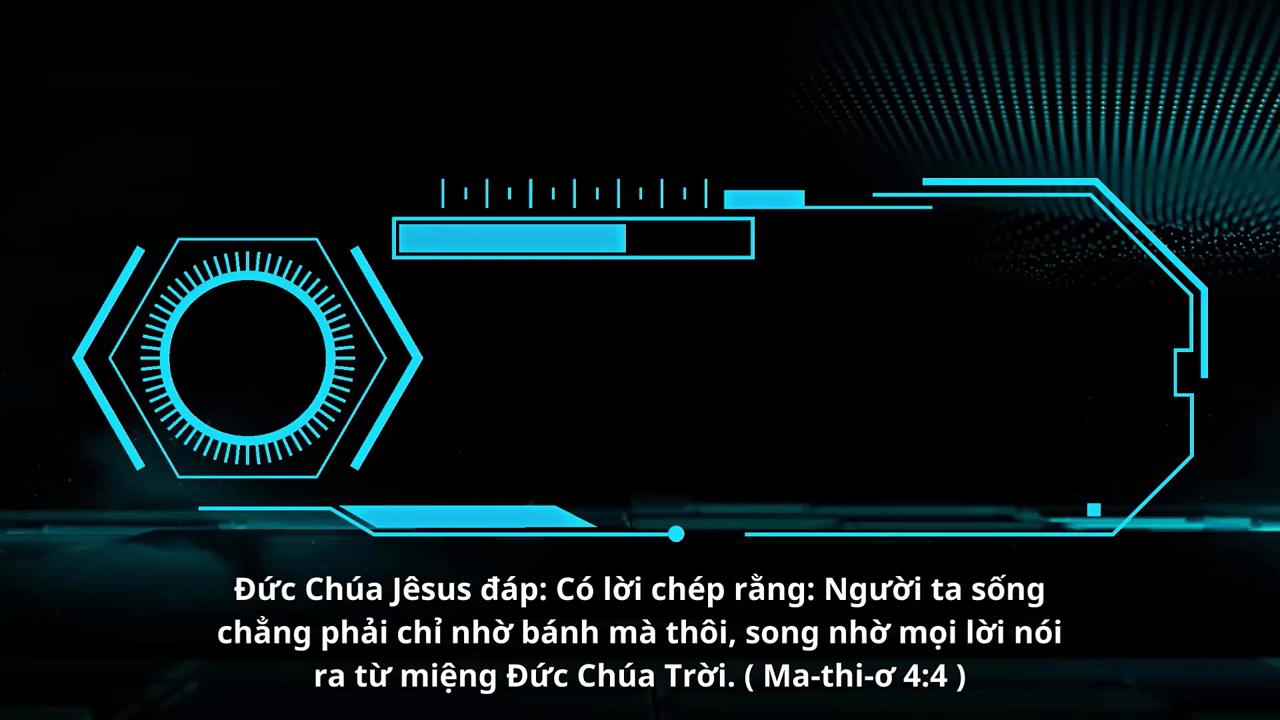 Đức Chúa Jêsus đáp: Có lời chép rằng: Người ta sống
chẳng phải chỉ nhờ bánh mà thôi, song nhờ mọi lời nói
ra từ miệng Đức Chúa Trời. ( Ma-thi-ơ 4:4 )